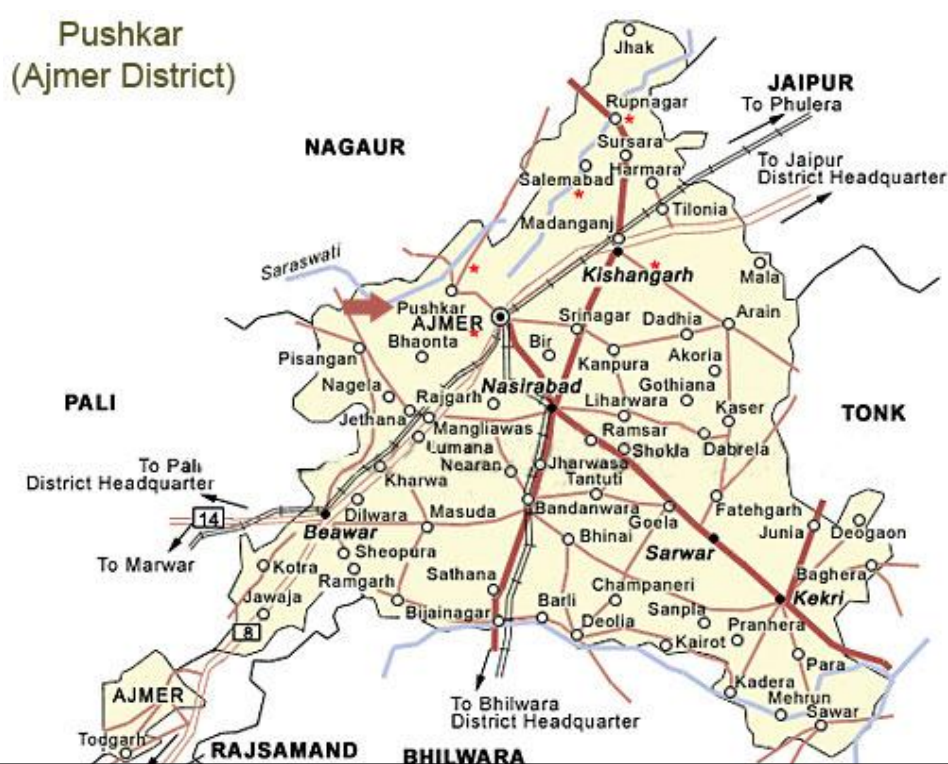 Pushkar
(Ajmer District)
Jhak
JAIPUR
Rupnagar
To Phulera
NAGAUR
Sursara
To Jaipur
District Headquarter
Salemabad
Harmara
Tilonia
Madanganj
Saraswati
Kishangarh
Mala
Pushkar
AJMER
Srinagar
Dadhia
Arain
Bhaonta
Bir
Pisangan
Kanpura
Akoria
Nagela
Rajgarh
Nasirabad
Gothiana
PALI
Liharwara
Kaser
TONK
Jethana
Mangliawas
Ramsar
Lumana
Shokla
Dabrela
To Pali
District Headquarter
Nearan
Jharwasa
Kharwa
Tantuti
14
Dilwara
Masuda
Bandanwara
Goela
Fatehgarh
Beawar
Bhinai
Sarwar
Junia
Deogaon
To Marwar
Kotra
Sheopura
Ramgarh
Sathana
Champaneri
Baghera
Jawaja
Bijainagar
Barli
Sanpla
Kekri
8
Deolia
Pranhera
Kairot
Para
AJMER
Kadera
To Bhilwara
District Headquarter
Mehrun
Sawar
Todgarh
RAJSAMAND
BHILWARA